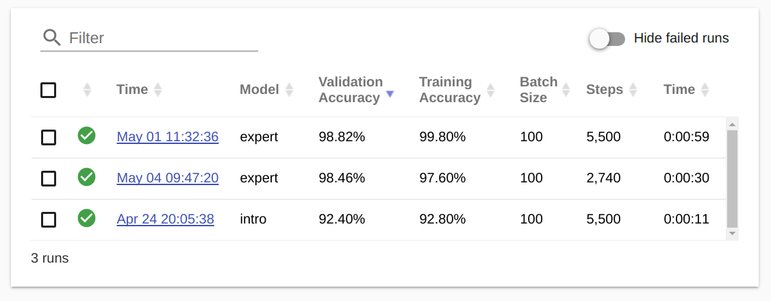 Filter
Hide failed runs
Time Model Validation Accuracy Training Accuracy Batch Size Steps Time
May 01 11:32:36 expert 98.82% 99.80% 100 5,500 0:00:59
May 04 09:47:20 expert 98.46% 97.60% 100 2,740 0:00:30
Apr 24 20:05:38 intro 92.40% 92.80% 100 5,500 0:00:11
3 runs